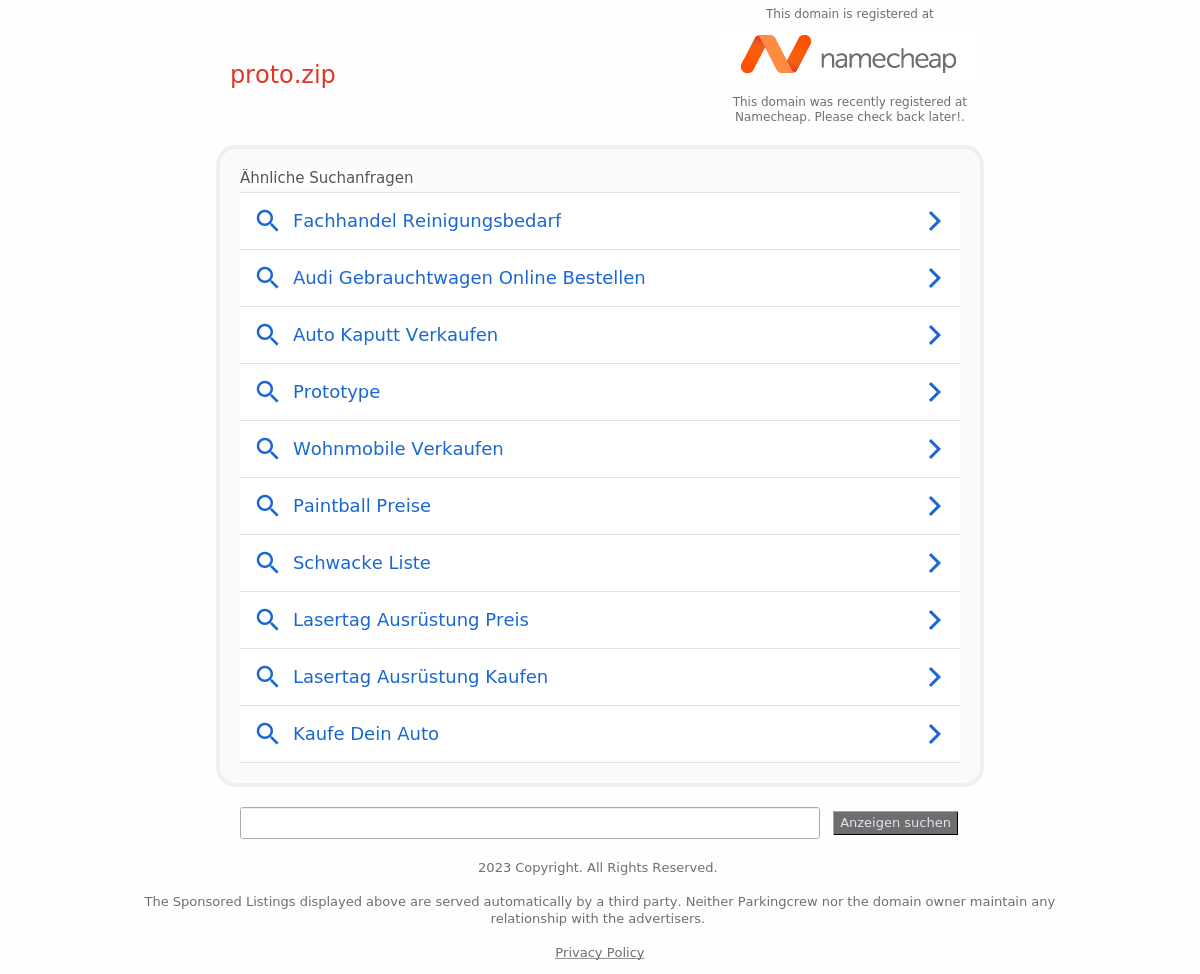 This domain is registered at
namecheap
proto.zip
This domain was recently registered at
Namecheap. Please check back later!.
Ähnliche Suchanfragen
Fachhandel Reinigungsbedarf
Audi Gebrauchtwagen Online Bestellen
Auto Kaputt Verkaufen
Prototype
Wohnmobile Verkaufen
Paintball Preise
Schwacke Liste
Lasertag Ausrüstung Preis
Lasertag Ausrüstung Kaufen
Kaufe Dein Auto
Anzeigen suchen
2023 Copyright. All Rights Reserved.
The Sponsored Listings displayed above are served automatically by a third party. Neither Parkingcrew nor the domain owner maintain any
relationship with the advertisers.
Privacy Policy